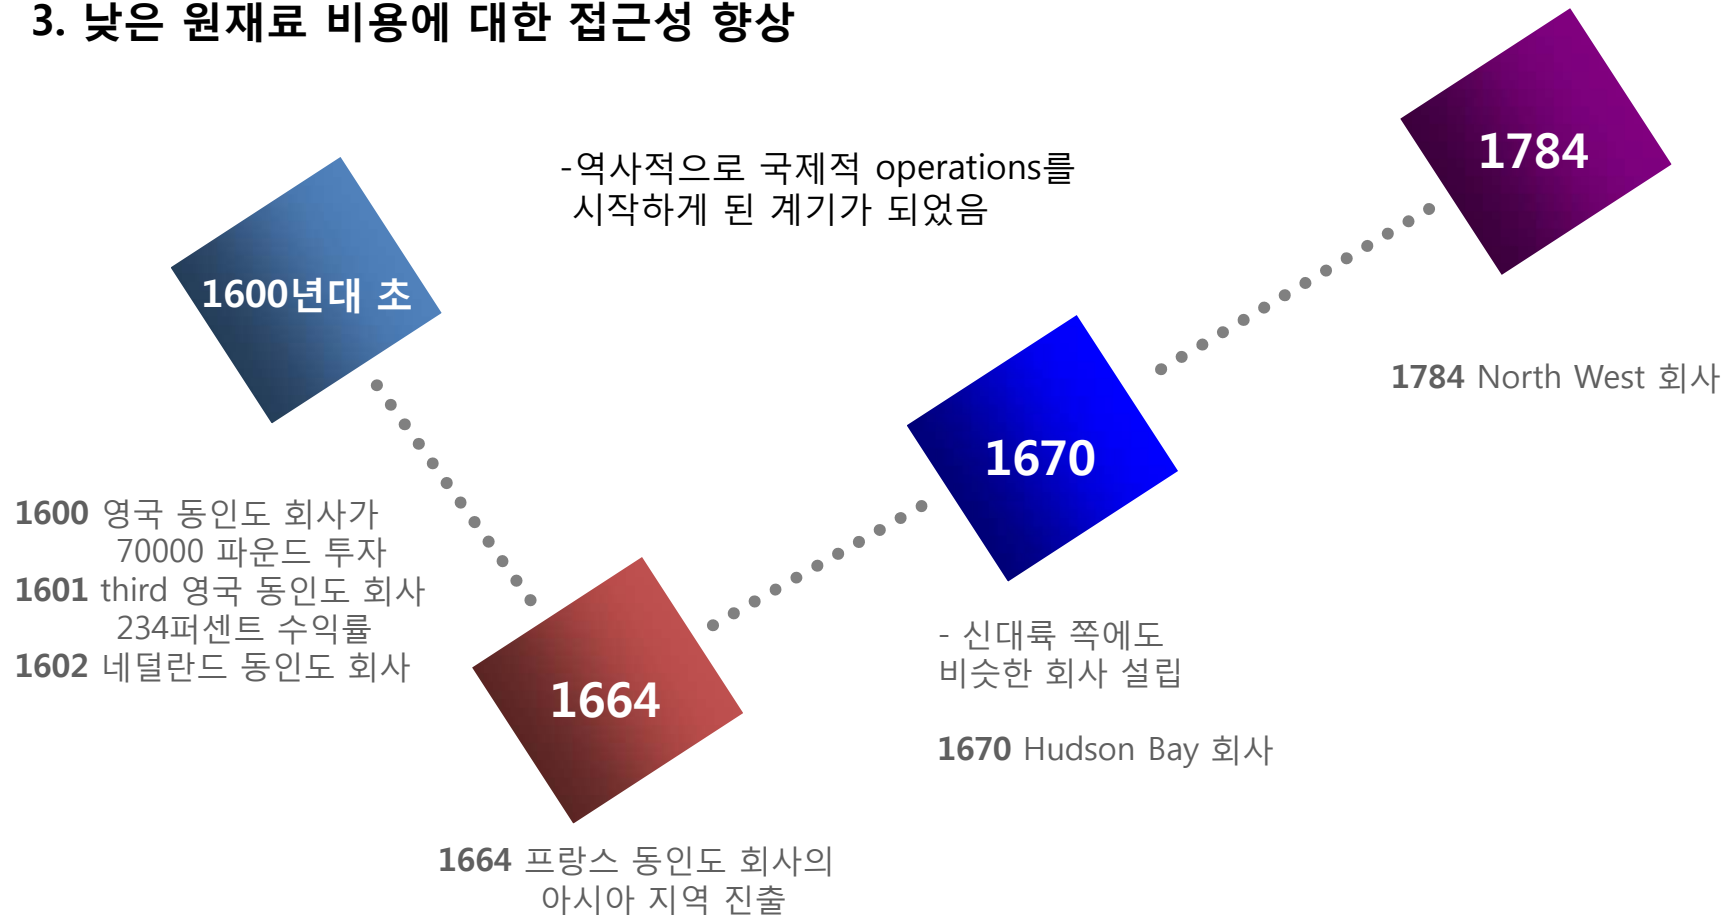 3. 낮은 원재료 비용에 대한 접근성 향상
-역사적으로 국제적 operations를
시작하게 된 계기가 되었음
1600년대 초
1600 영국 동인도 회사가
70000 파운드 투자
1601 third 영국 동인도 회사
234퍼센트 수익률
1602 네덜란드 동인도 회사
1664
1664 프랑스 동인도 회사의
아시아 지역 진출
1670
- 신대륙 쪽에도
비슷한 회사 설립
1670 Hudson Bay 회사
1784
1784 North West 회사